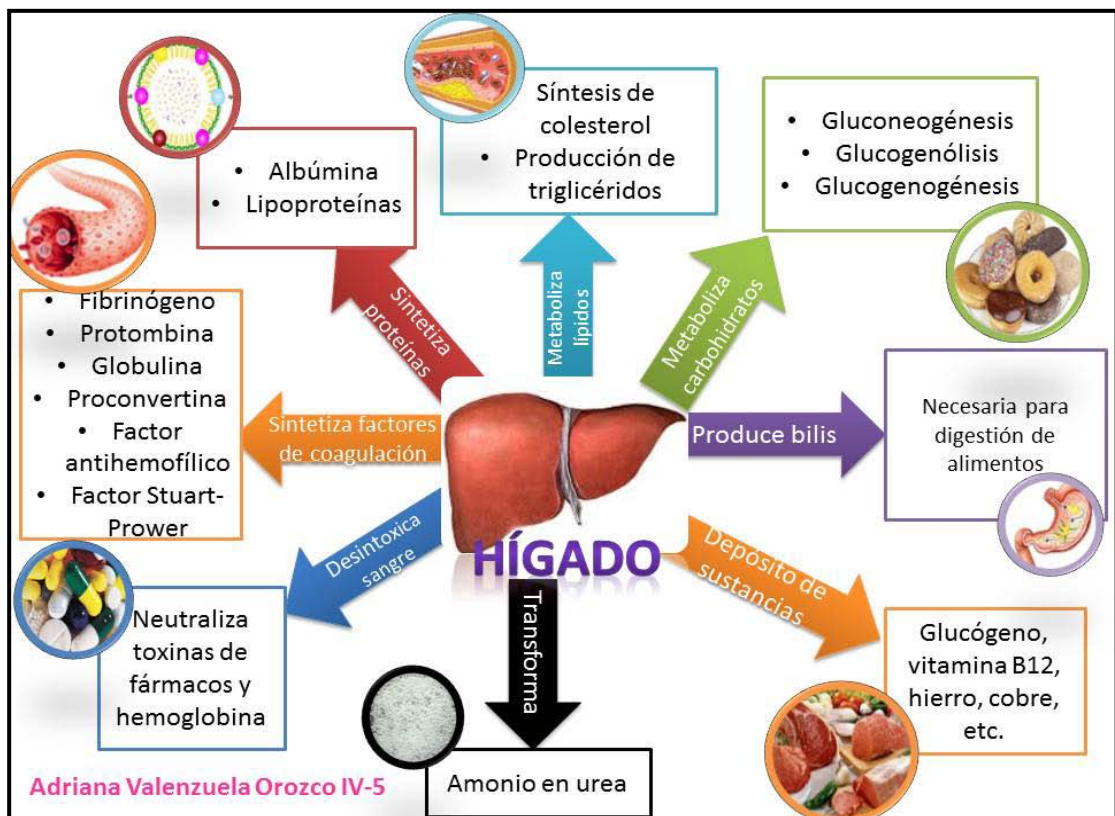 • Albúmina
• Lipoproteínas
• Síntesis de
colesterol
• Producción de
triglicéridos
• Gluconeogénesis
• Glucogenólisis
• Glucogenogénesis
• Fibrinógeno
• Protombina
• Globulina
• Proconvertina
• Factor
antihemofílico
• Factor Stuart-
Prower
Sintetiza
proteínas
Metaboliza
lípidos
Metaboliza
carbohidratos
Sintetiza factores
de coagulación
Produce bilis
Necesaria para
digestión de
alimentos
Desintoxica
sangre
HÍGADO
Depósito de
sustancias
Transforma
Neutraliza
toxinas de
fármacos y
hemoglobina
Glucógeno,
vitamina B12,
hierro, cobre,
etc.
Amonio en urea
Adriana Valenzuela Orozco IV-5